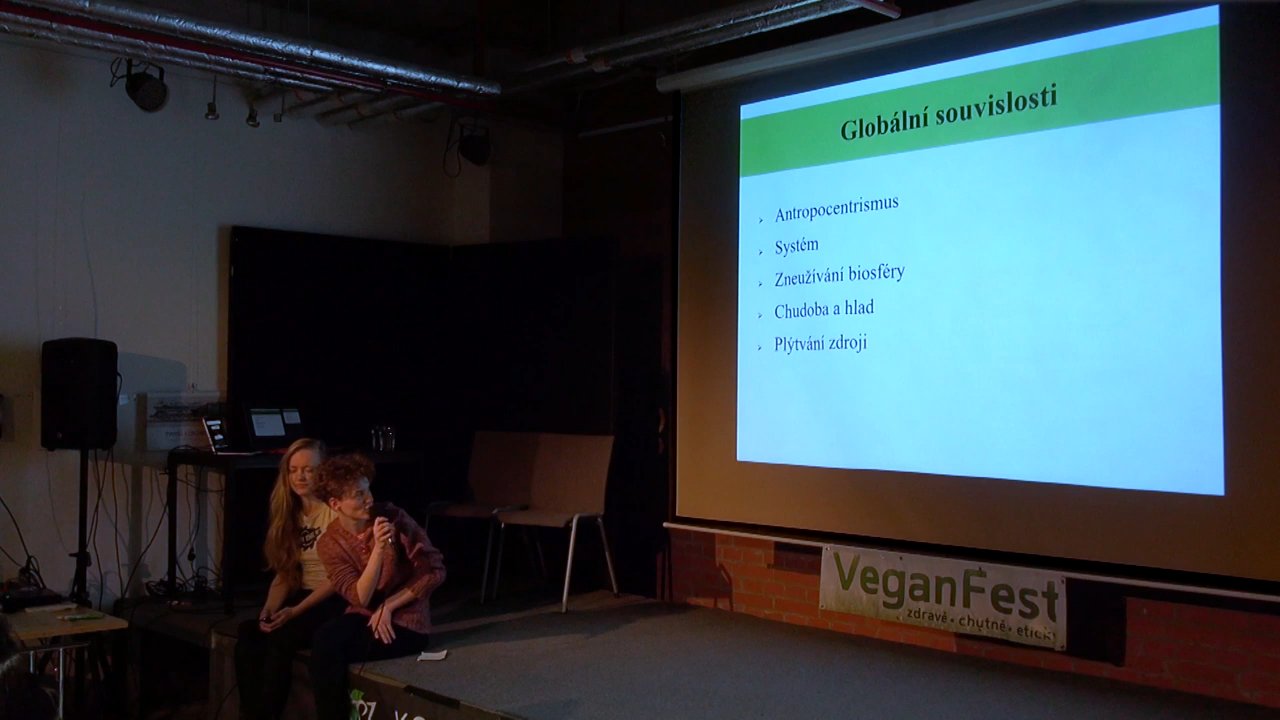 Globální souvislosti
Antropocentrismus
Systém
Zneužívání biosféry
Chudoba a hlad
Plýtvání zdroji
VeganFest
zdravě • chutně • eticky